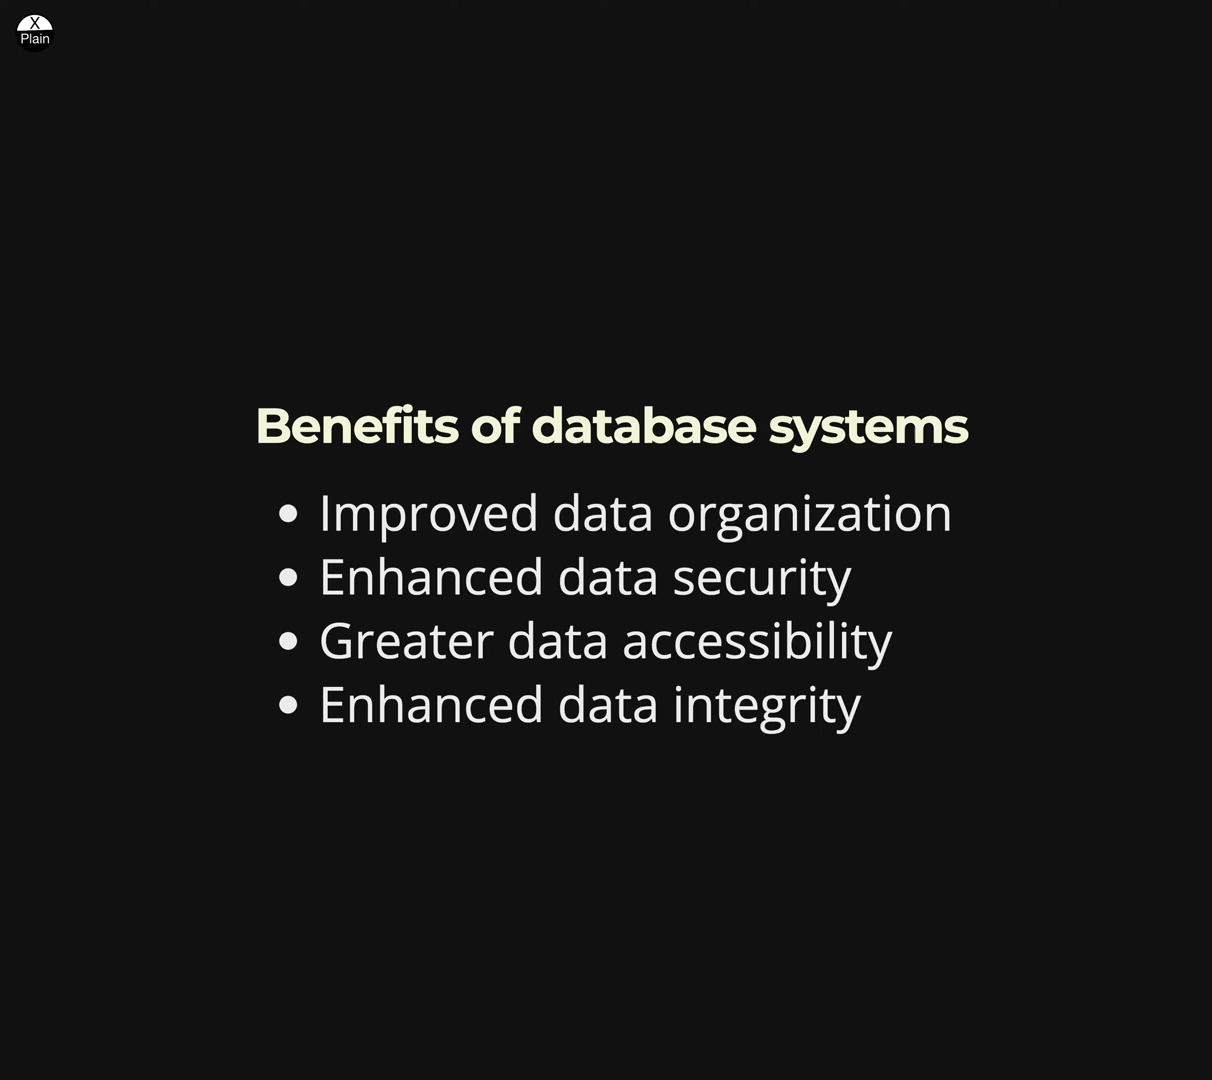 X
Plain
Benefits of database systems
Improved data organization
Enhanced data security
Greater data accessibility
Enhanced data integrity